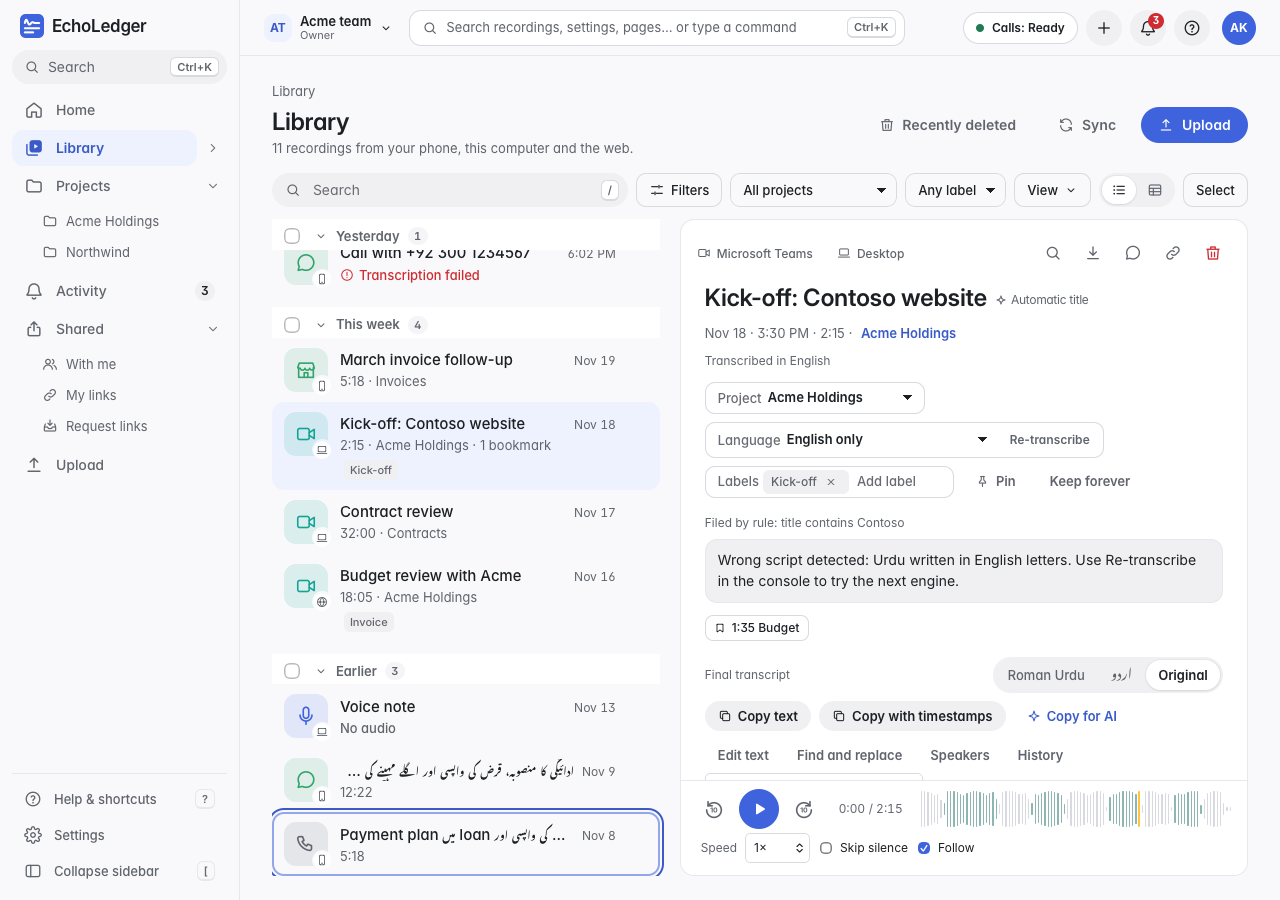 EchoLedger
Search Ctrl+K
Home
Library
Projects
Acme Holdings
Northwind
Activity 3
Shared
With me
My links
Request links
Upload
Help & shortcuts ?
Settings
Collapse sidebar [
AT Acme team
Owner
Search recordings, settings, pages... or type a command Ctrl+K
Calls: Ready
3
AK
Library
Library
11 recordings from your phone, this computer and the web.
Recently deleted Sync Upload
Search /
Filters All projects Any label View Select
Yesterday 1
Call with +92 300 1234567 6:02 PM
Transcription failed
This week 4
March invoice follow-up Nov 19
5:18 · Invoices
Kick-off: Contoso website Nov 18
2:15 · Acme Holdings · 1 bookmark
Kick-off
Contract review Nov 17
32:00 · Contracts
Budget review with Acme Nov 16
18:05 · Acme Holdings
Invoice
Earlier 3
Voice note Nov 13
No audio
ادائیگی کا منصوبہ، قرض کی واپسی اور اگلے مہینے کی ... Nov 9
12:22
Payment plan میں loan کی واپسی اور ... Nov 8
5:18
Microsoft Teams Desktop
Kick-off: Contoso website Automatic title
Nov 18 · 3:30 PM · 2:15 · Acme Holdings
Transcribed in English
Project Acme Holdings
Language English only Re-transcribe
Labels Kick-off × Add label Pin Keep forever
Filed by rule: title contains Contoso
Wrong script detected: Urdu written in English letters. Use Re-transcribe
in the console to try the next engine.
1:35 Budget
Final transcript Roman Urdu اردو Original
Copy text Copy with timestamps Copy for AI
Edit text Find and replace Speakers History
10 10 0:00 / 2:15
Speed 1× Skip silence Follow